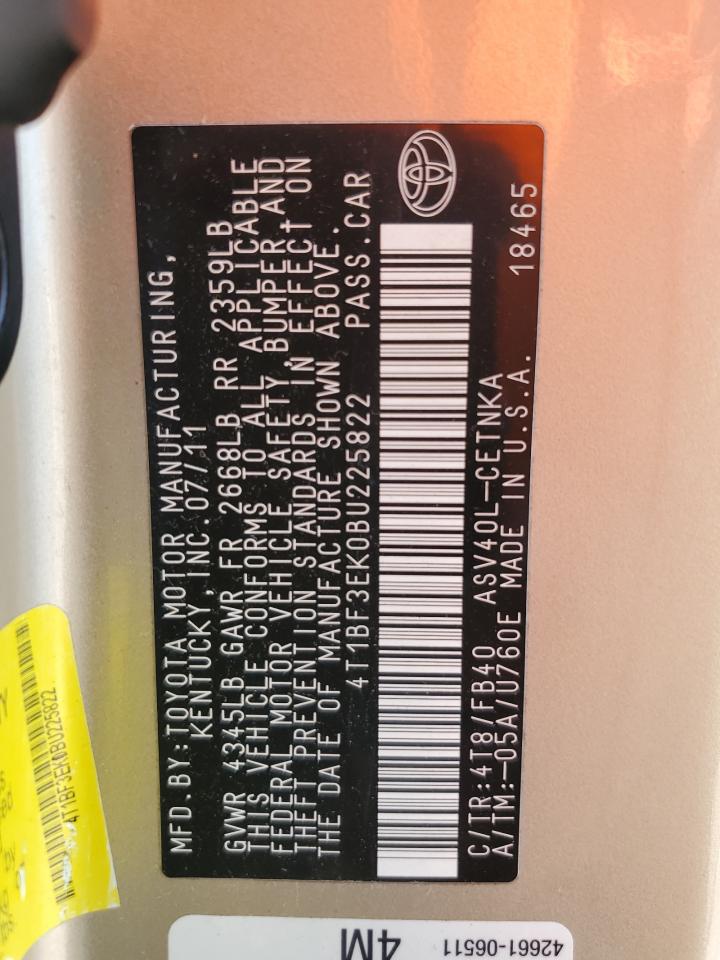 MFD.BY:TOYOTA MOTOR MANUFACTURING,
KENTUCKY,INC.07/11
GVWR 4345LB GAWR FR 2668LB RR 2359LB
THIS VEHICLE CONFORMS TO ALL APPLICABLE
FEDERAL MOTOR VEHICLE SAFETY,BUMPER AND
THEFT PREVENTION STANDARDS IN EFFECT ON
THE DATE OF MANUFACTURE SHOWN ABOVE.
4T1BF3EK0BU225822 PASS.CAR
C/TR:4T8/FB40 ASV40L-CETNKA
A/TM:-05A/U760E MADE IN U.S.A. 18465
4T1BF3EK0BU225822
4M
42661-06511